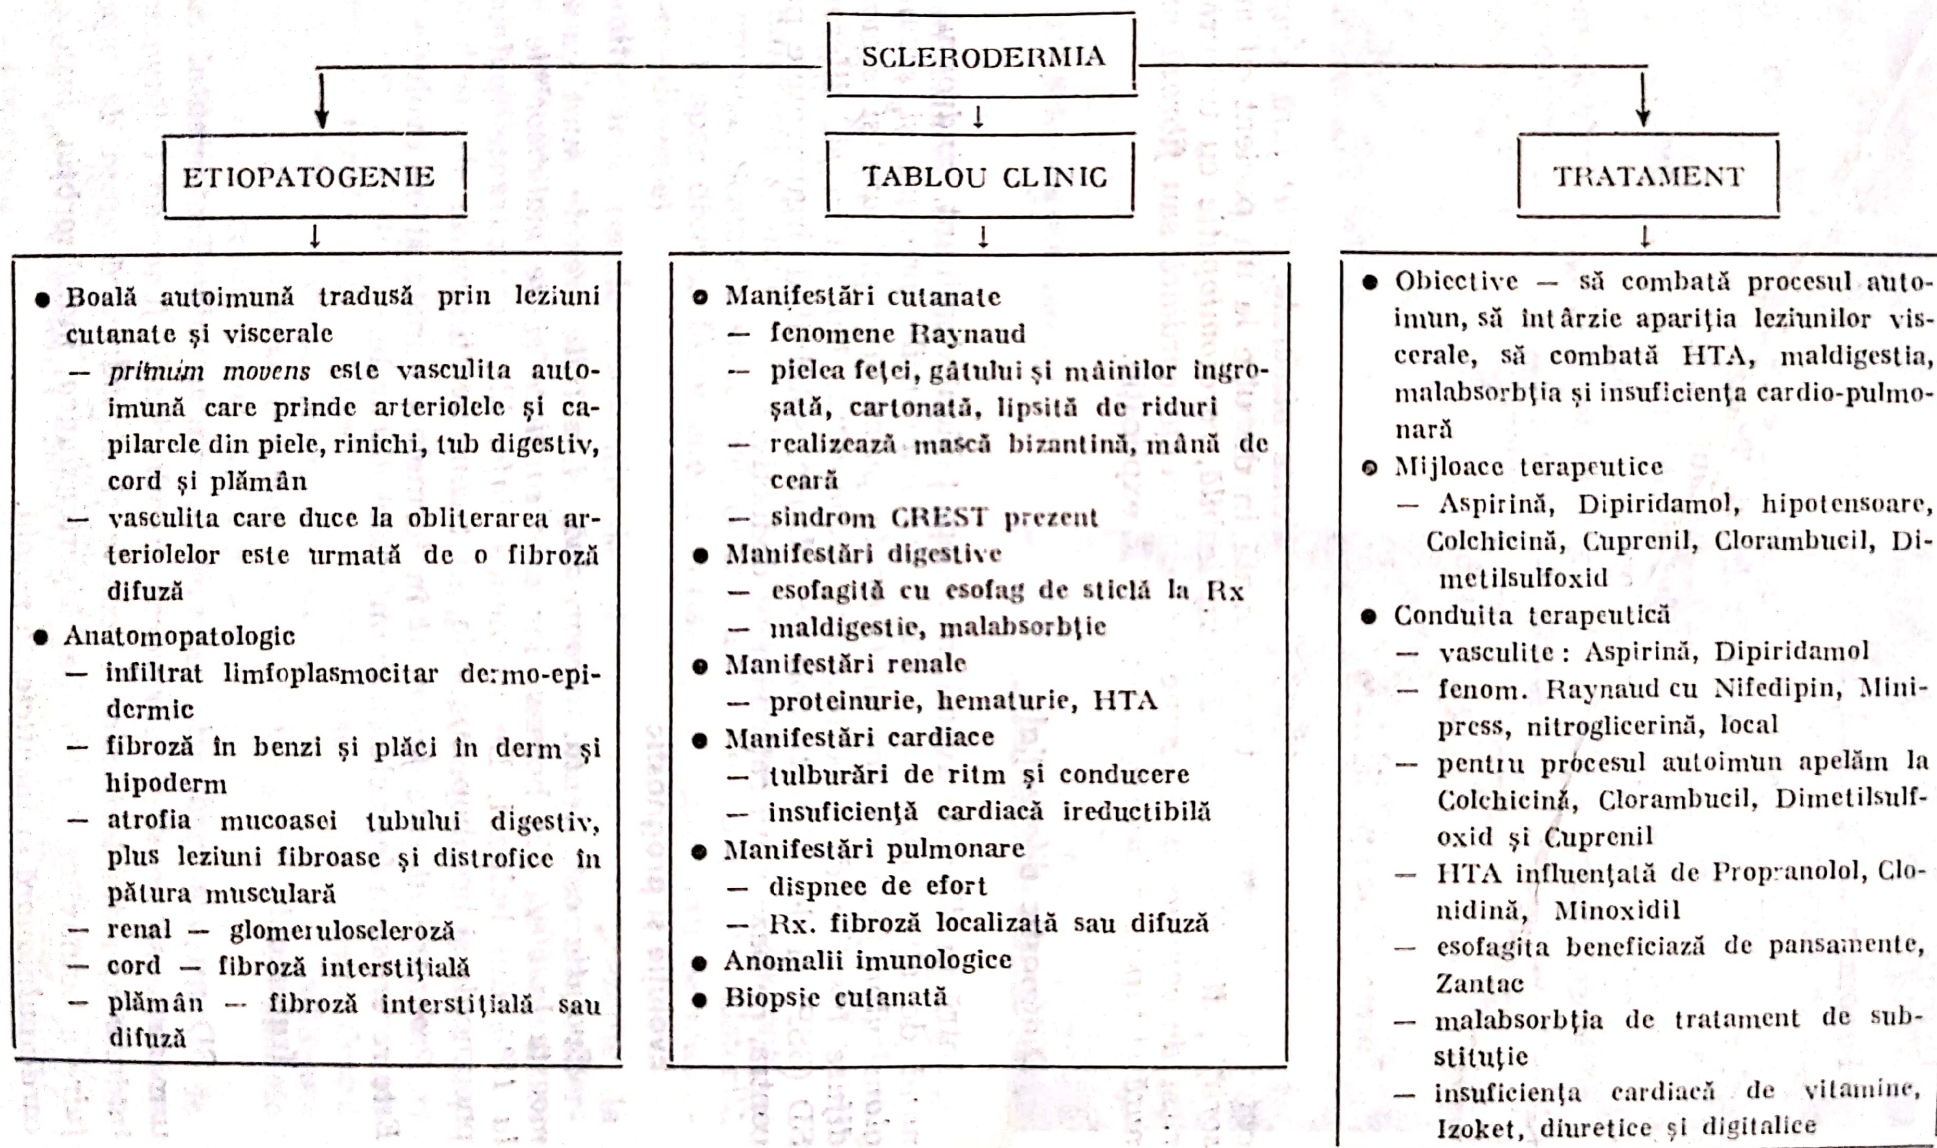 SCLERODERMIA
ETIOPATOGENIE
● Boală autoimună tradusă prin leziuni
cutanate și viscerale
— primum movens este vasculita auto-
imună care prinde arteriolele și ca-
pilarele din piele, rinichi, tub digestiv,
cord și plămân
— vasculita care duce la obliterarea ar-
teriolelor este urmată de o fibroză
difuză
● Anatomopatologic
— infiltrat limfoplasmocitar dermo-epi-
dermic
— fibroză în benzi și plăci în derm și
hipoderm
— atrofia mucoasei tubului digestiv,
plus leziuni fibroase și distrofice în
pătura musculară
— renal — glomeruloscleroză
— cord — fibroză interstițială
— plămân — fibroză interstițială sau
difuză
TABLOU CLINIC
● Manifestări cutanate
— fenomene Raynaud
— pielea feței, gâtului și mâinilor îngro-
șată, cartonată, lipsită de riduri
— realizează mască bizantină, mână de
ceară
— sindrom CREST prezent
● Manifestări digestive
— esofagită cu esofag de sticlă la Rx
— maldigestie, malabsorbție
● Manifestări renale
— proteinurie, hematurie, HTA
● Manifestări cardiace
— tulburări de ritm și conducere
— insuficiență cardiacă ireductibilă
● Manifestări pulmonare
— dispnee de efort
— Rx. fibroză localizată sau difuză
● Anomalii imunologice
● Biopsie cutanată
TRATAMENT
● Obiective — să combată procesul auto-
imun, să întârzie apariția leziunilor vis-
cerale, să combată HTA, maldigestia,
malabsorbția și insuficiența cardio-pulmo-
nară
● Mijloace terapeutice
— Aspirină, Dipiridamol, hipotensoare,
Colchicină, Cuprenil, Clorambucil, Di-
metilsulfoxid
● Conduita terapeutică
— vasculite : Aspirină, Dipiridamol
— fenom. Raynaud cu Nifedipin, Mini-
press, nitroglicerină, local
— pentru procesul autoimun apelăm la
Colchicină, Clorambucil, Dimetilsulf-
oxid și Cuprenil
— HTA influențată de Propranolol, Clo-
nidină, Minoxidil
— esofagita beneficiază de pansamente,
Zantac
— malabsorbția de tratament de sub-
stituție
— insuficiența cardiacă de vitamine,
Izoket, diuretice și digitalice